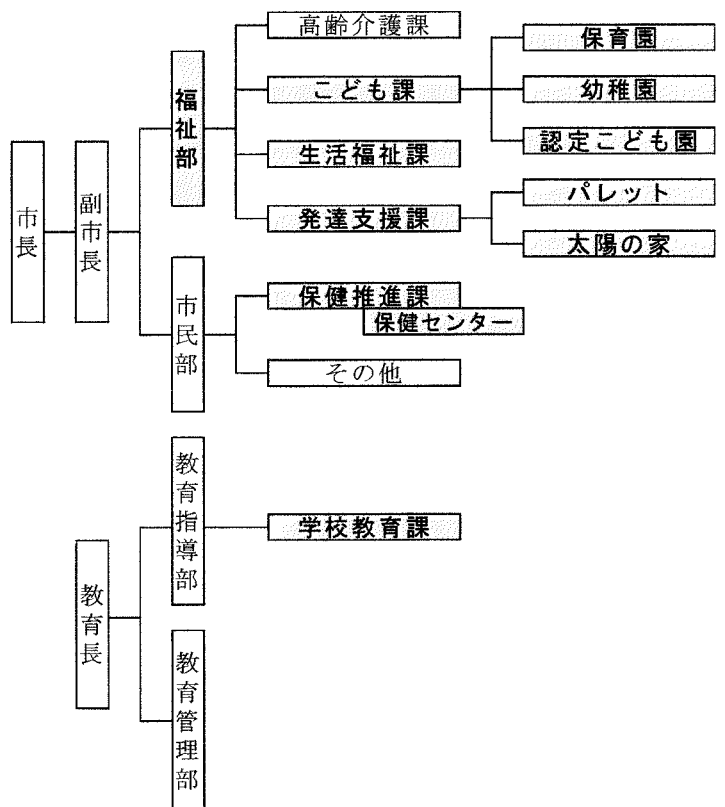 市長
副市長
福祉部
高齢介護課
こども課
保育園
幼稚園
認定こども園
生活福祉課
発達支援課
パレット
太陽の家
市民部
保健推進課
保健センター
その他
教育長
教育指導部
学校教育課
教育管理部